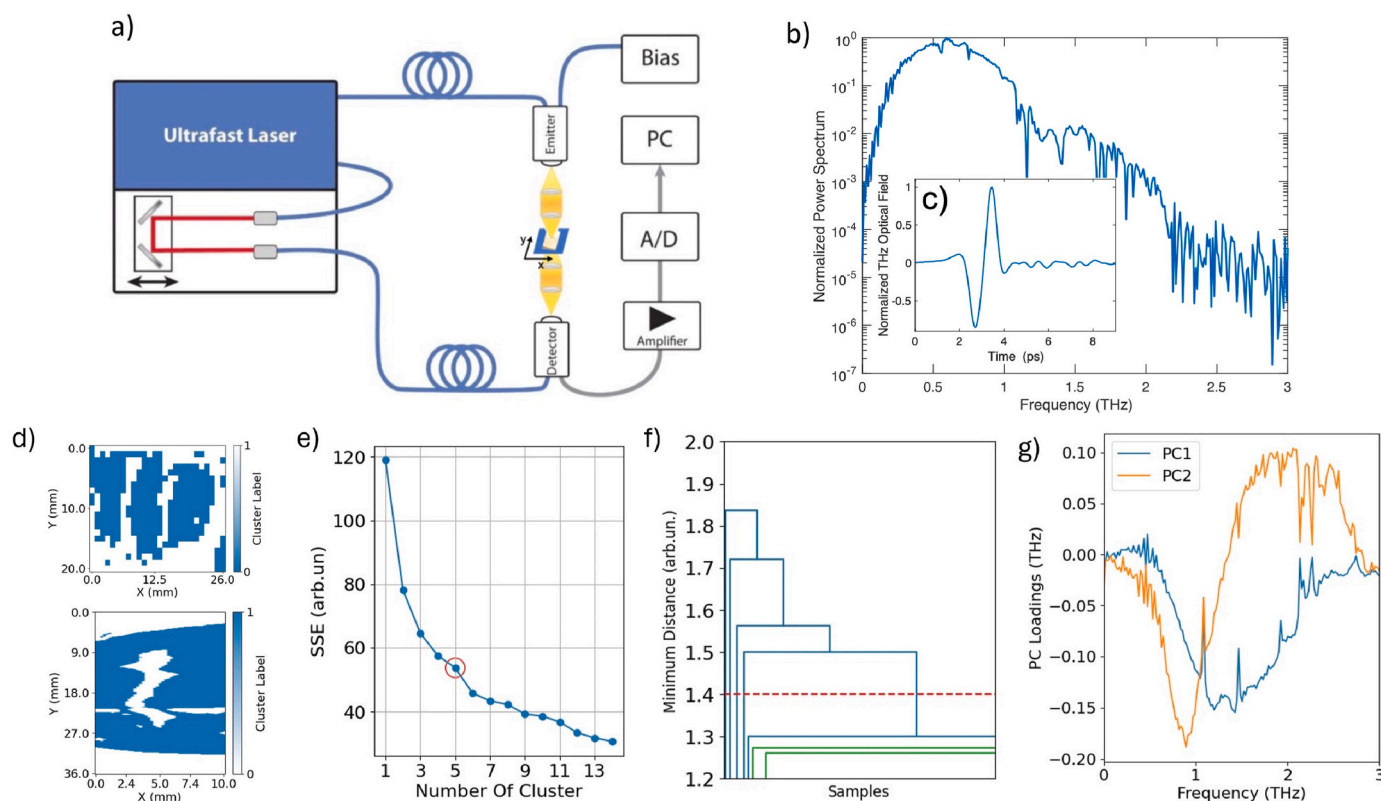 a)
Ultrafast Laser
Emitter
Bias
PC
A/D
Amplifier
Detector
y
x
b)
Normalized Power Spectrum
10^0
10^-1
10^-2
10^-3
10^-4
10^-5
10^-6
10^-7
0 0.5 1 1.5 2 2.5 3
Frequency (THz)
c)
Normalized THz Optical Field
1
0.5
0
-0.5
0 2 4 6 8
Time (ps)
d)
0.0
10.0
20.0
Y (mm)
0.0 12.5 26.0
X (mm)
1
0
Cluster Label
0.0
9.0
18.0
27.0
36.0
Y (mm)
0.0 2.4 5.0 7.4 10.0
X (mm)
1
0
Cluster Label
e)
SSE (arb.un)
120
100
80
60
40
1 3 5 7 9 11 13
Number Of Cluster
f)
Minimum Distance (arb.un.)
2.0
1.9
1.8
1.7
1.6
1.5
1.4
1.3
1.2
Samples
g)
PC1
PC2
PC Loadings (THz)
0.10
0.05
0.00
−0.05
−0.10
−0.15
−0.20
0 1 2 3
Frequency (THz)